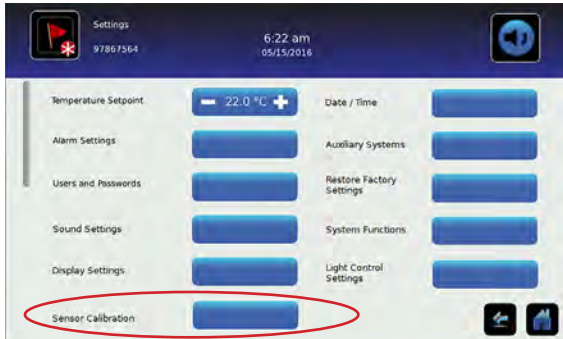 Settings
97867564
6:22 am
05/15/2016
Temperature Setpoint
22.0 °C
Date / Time
Alarm Settings
Auxiliary Systems
Users and Passwords
Restore Factory
Settings
Sound Settings
System Functions
Display Settings
Light Control
Settings
Sensor Calibration